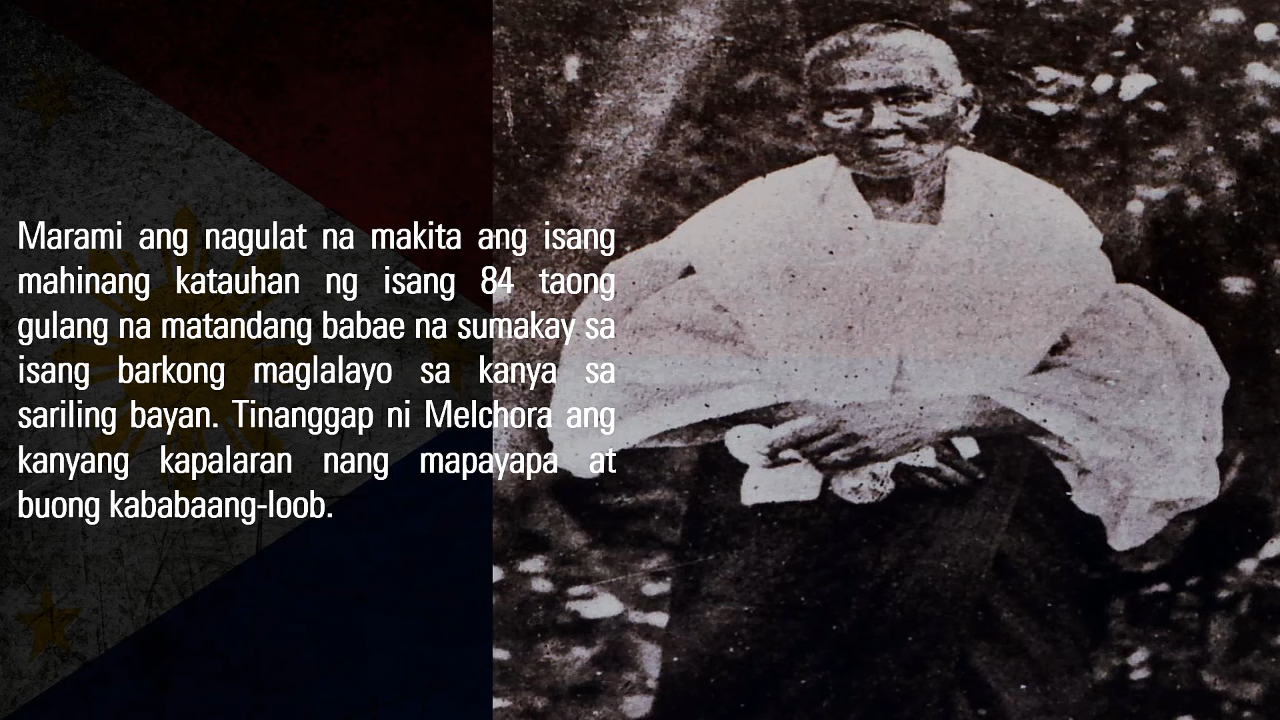 Marami ang nagulat na makita ang isang
mahinang katauhan ng isang 84 taong
gulang na matandang babae na sumakay sa
isang barkong maglalayo sa kanya sa
sariling bayan. Tinanggap ni Melchora ang
kanyang kapalaran nang mapayapa at
buong kababaang-loob.